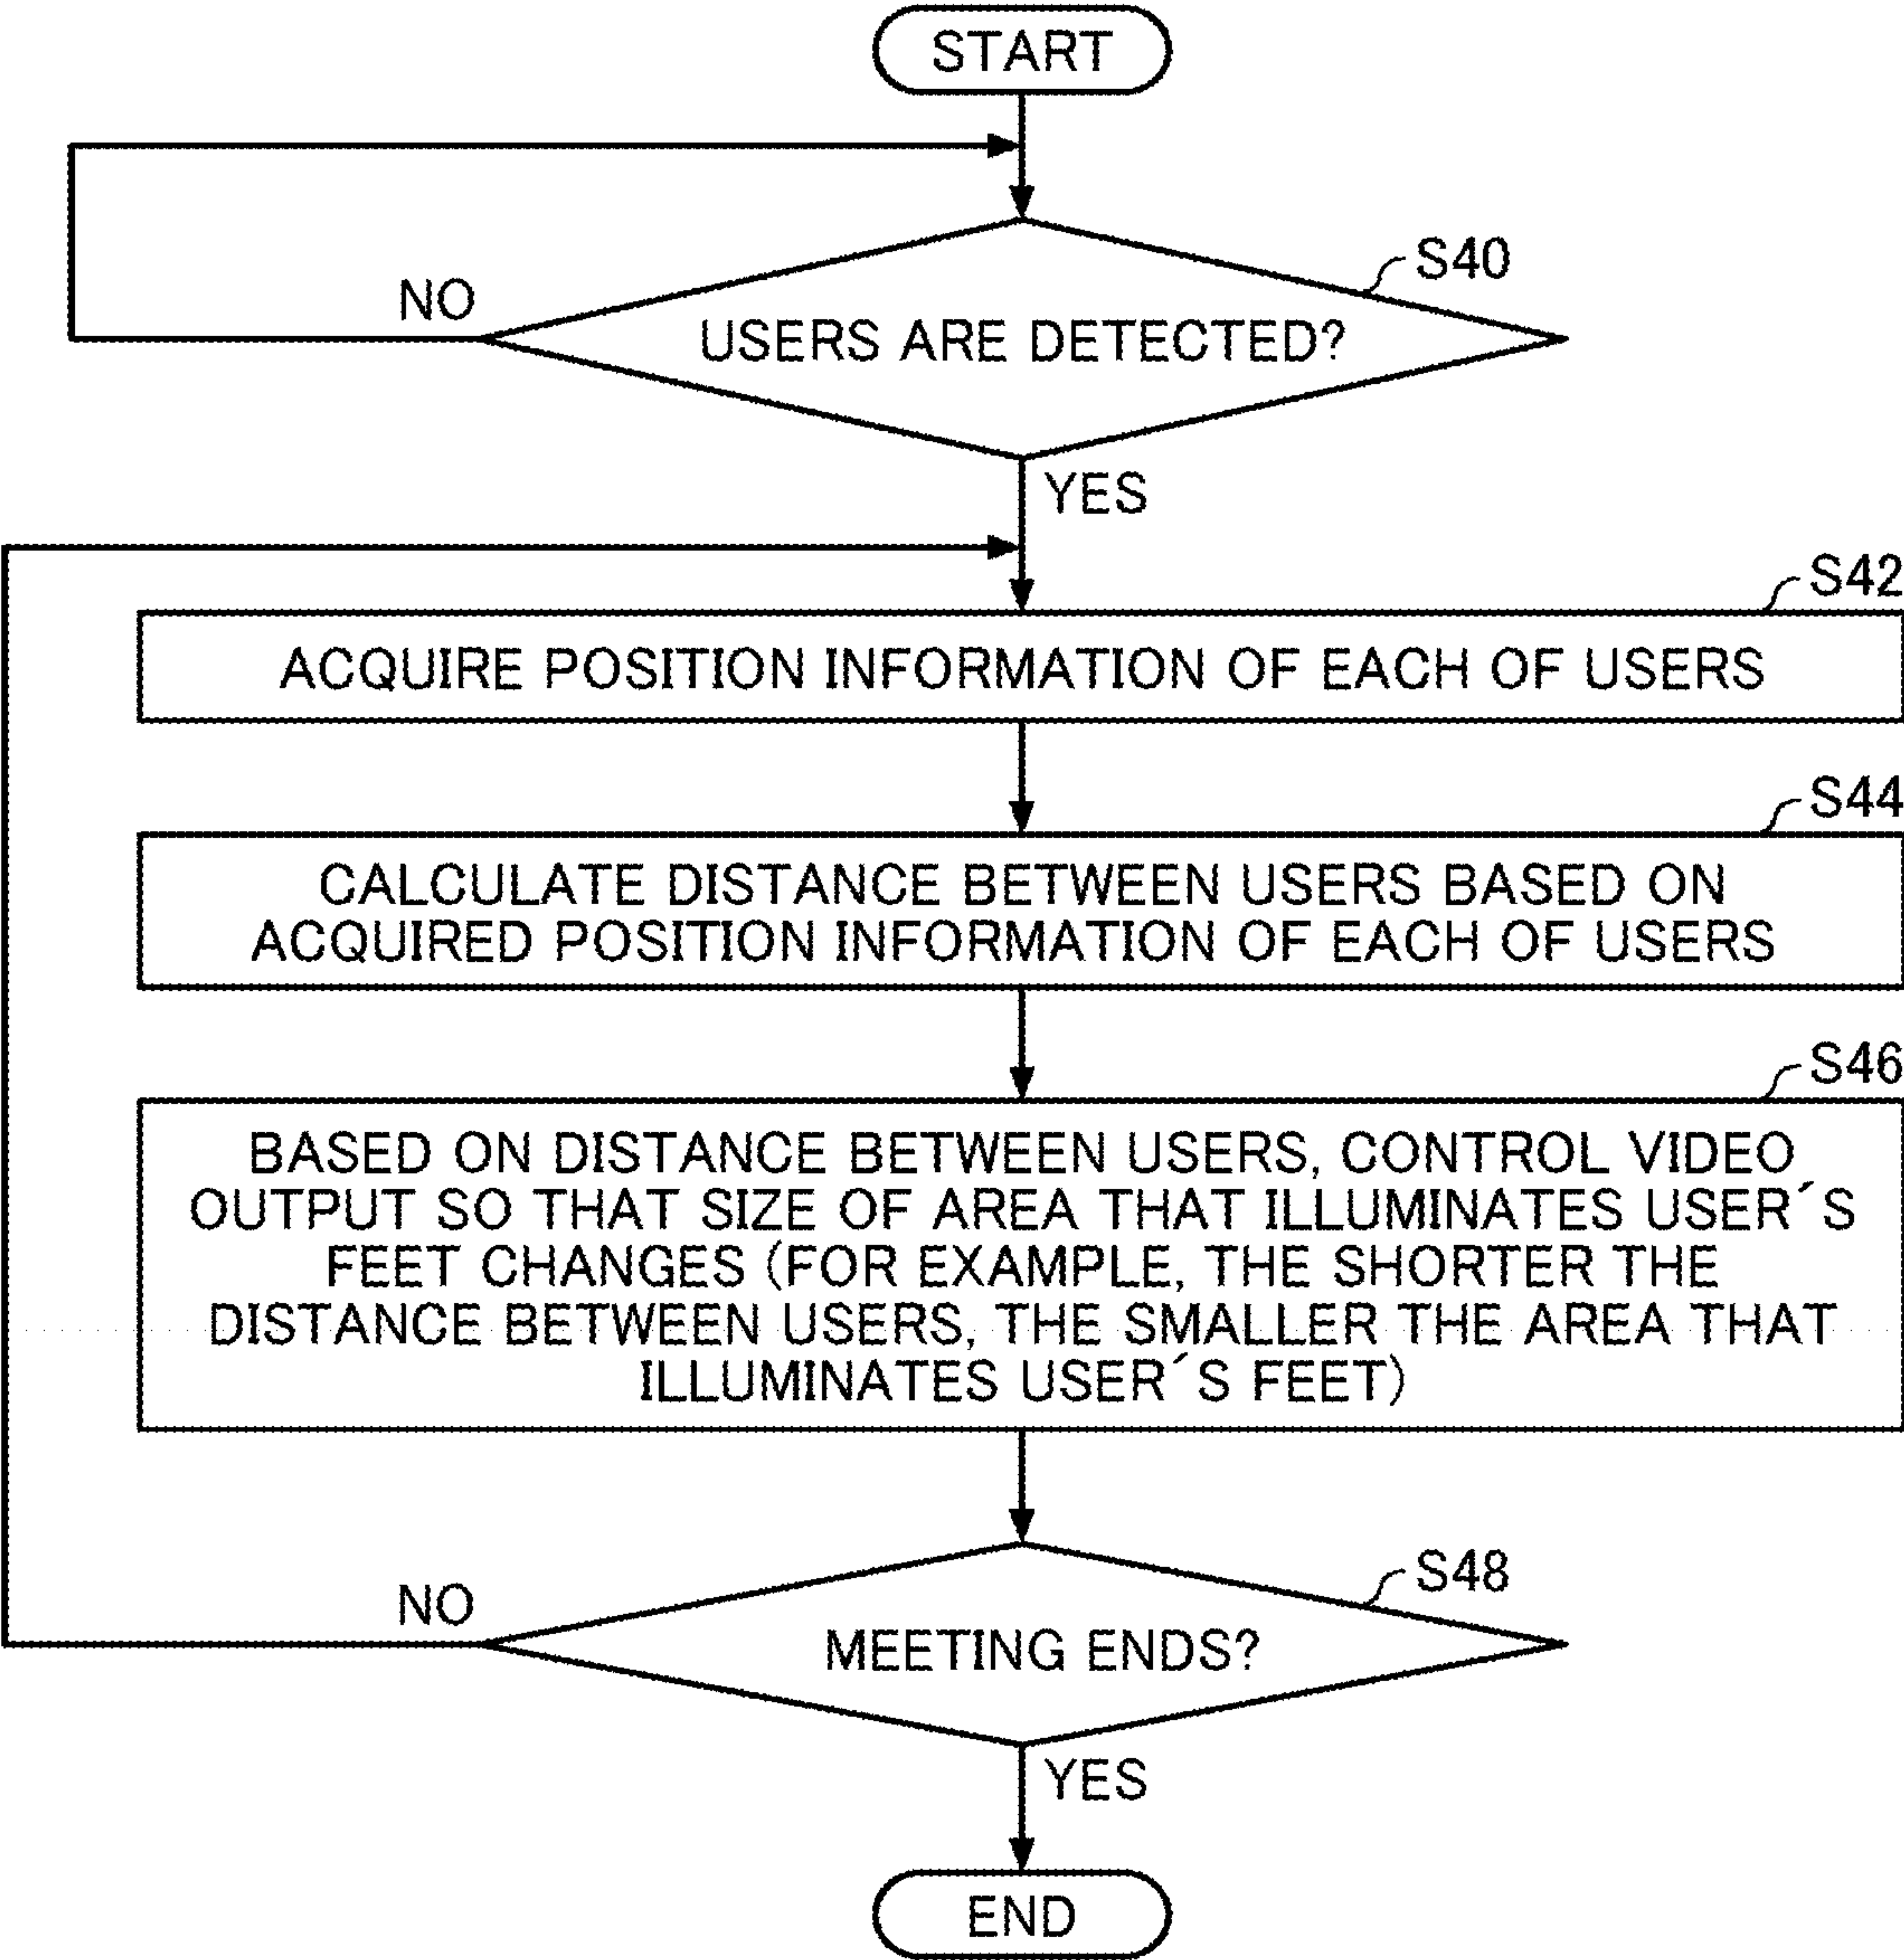 START
S40
NO
USERS ARE DETECTED?
YES
S42
ACQUIRE POSITION INFORMATION OF EACH OF USERS
S44
CALCULATE DISTANCE BETWEEN USERS BASED ON
ACQUIRED POSITION INFORMATION OF EACH OF USERS
S46
BASED ON DISTANCE BETWEEN USERS, CONTROL VIDEO
OUTPUT SO THAT SIZE OF AREA THAT ILLUMINATES USER´S
FEET CHANGES (FOR EXAMPLE, THE SHORTER THE
DISTANCE BETWEEN USERS, THE SMALLER THE AREA THAT
ILLUMINATES USER´S FEET)
S48
NO
MEETING ENDS?
YES
END